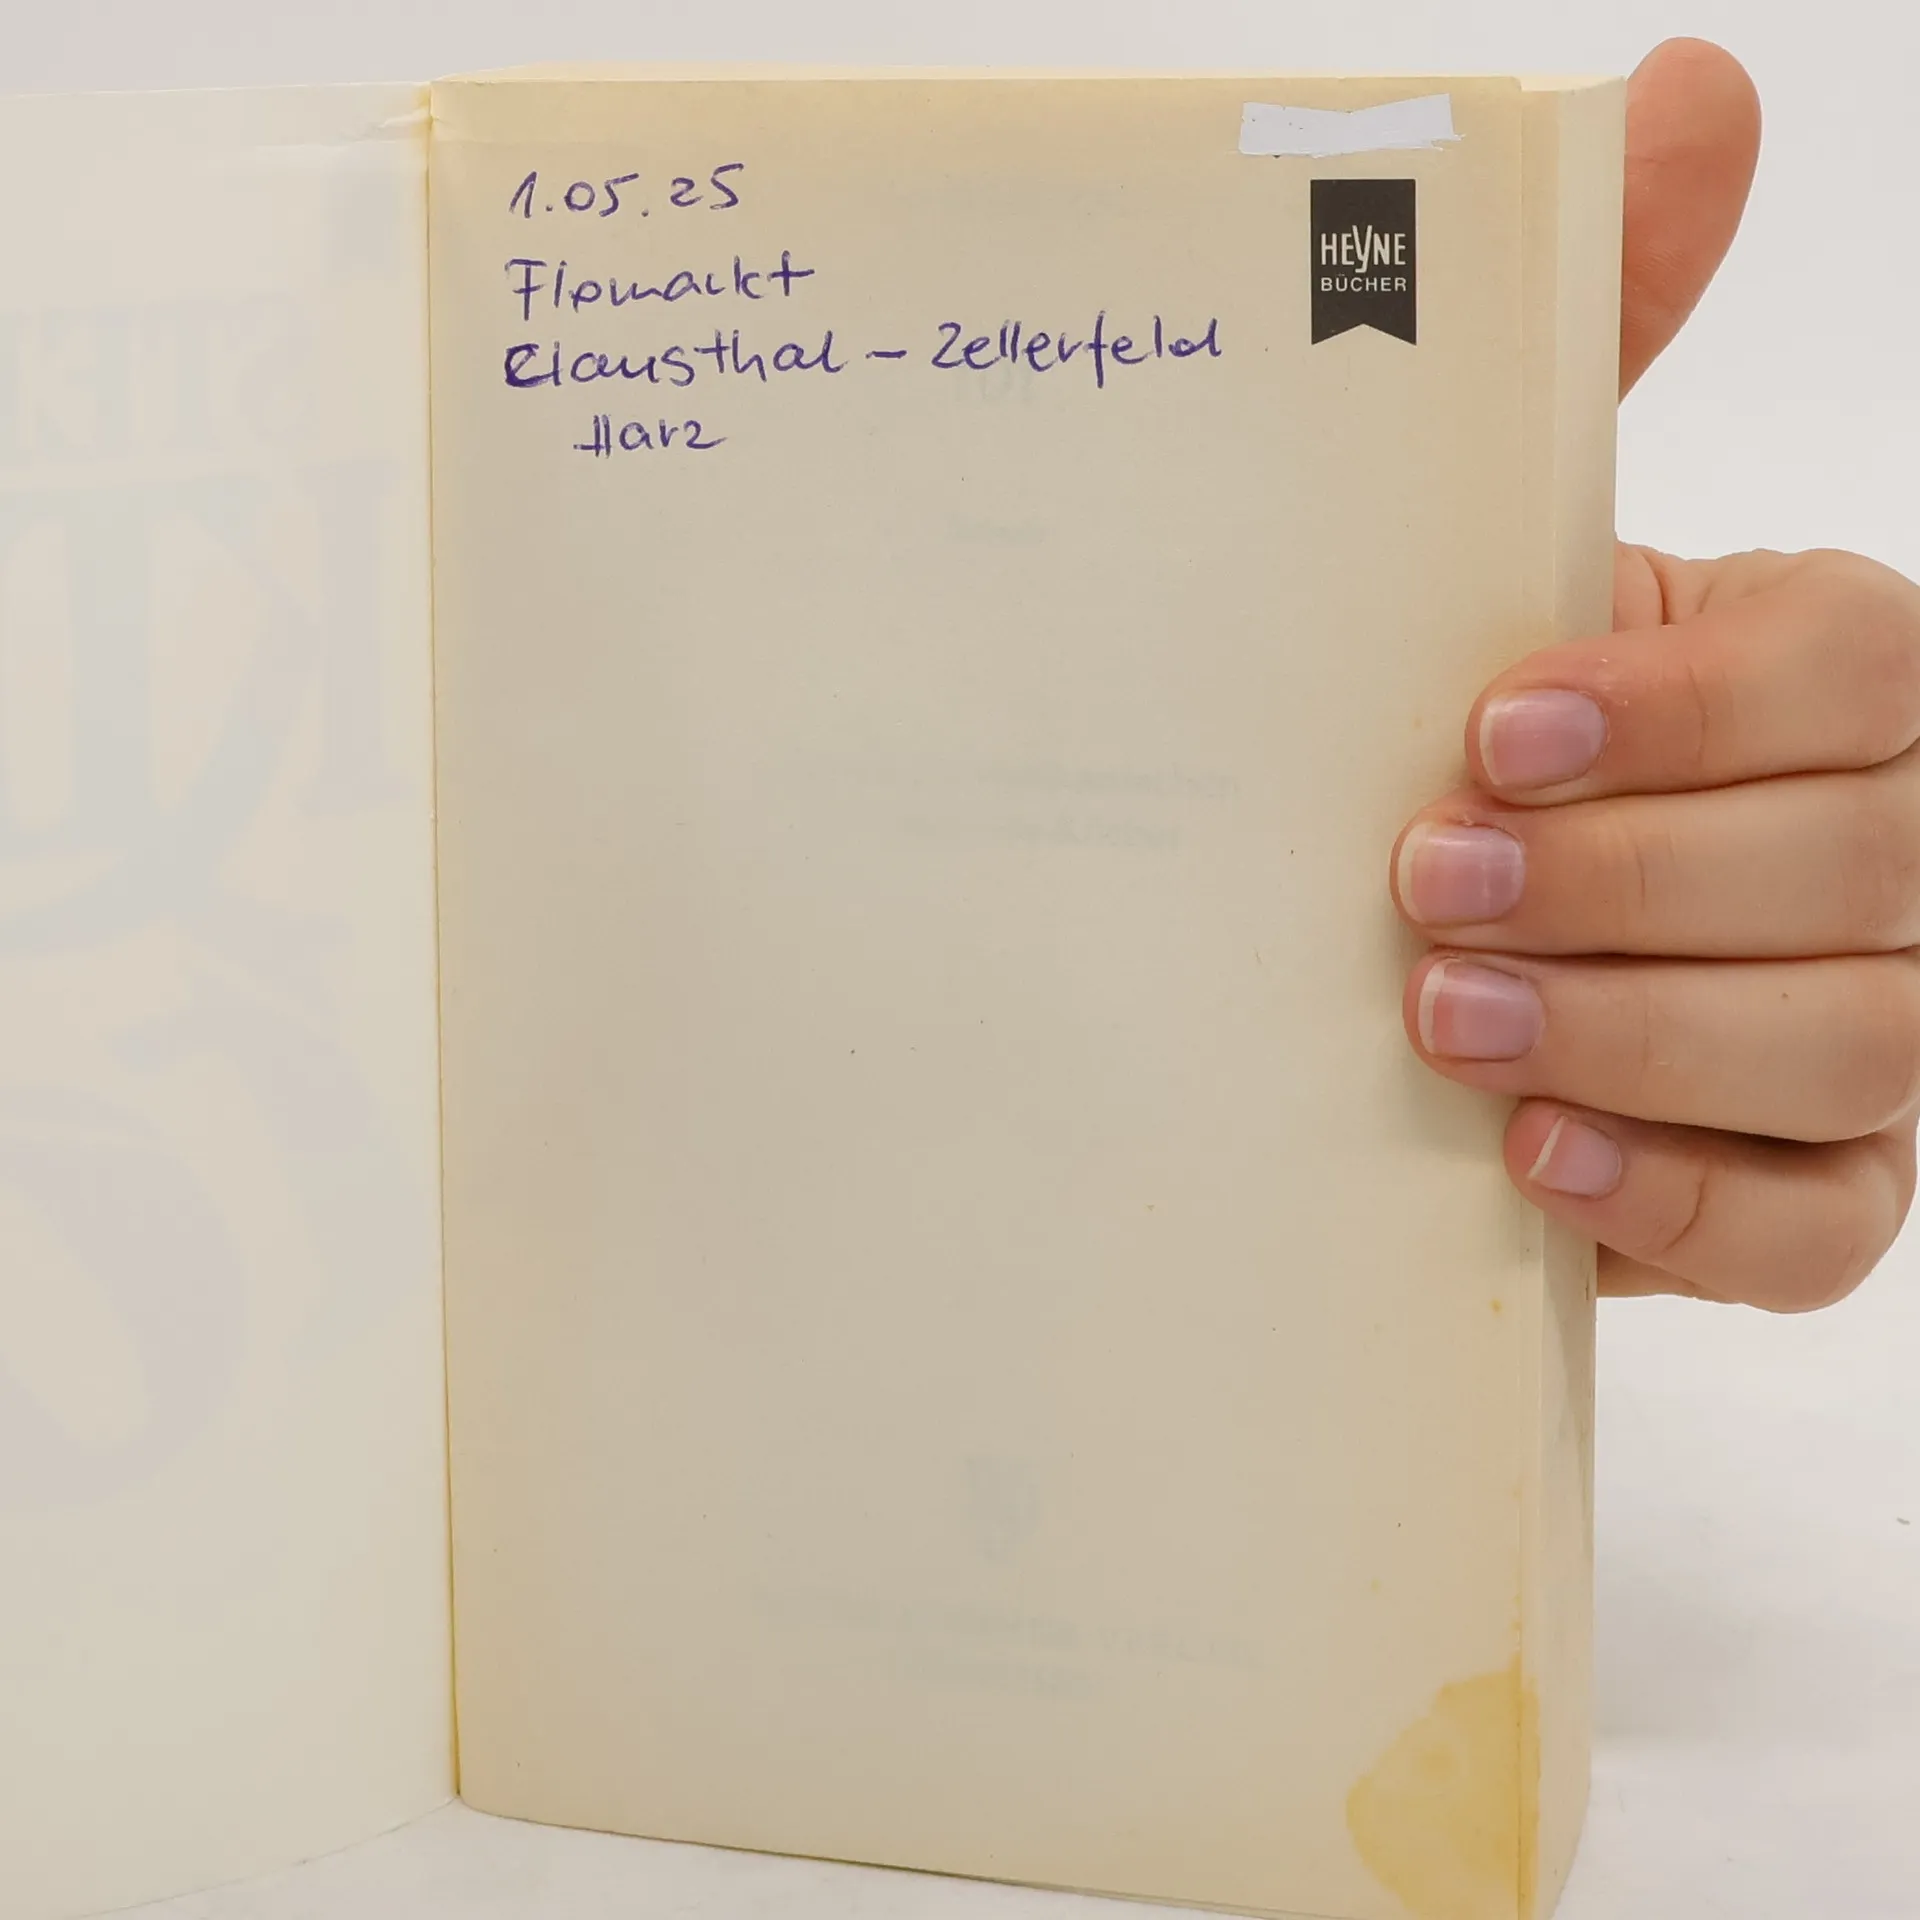 1.05.25
Flomarkt
Clausthal - Zellerfeld
Harz
HEYNE
BÜCHER